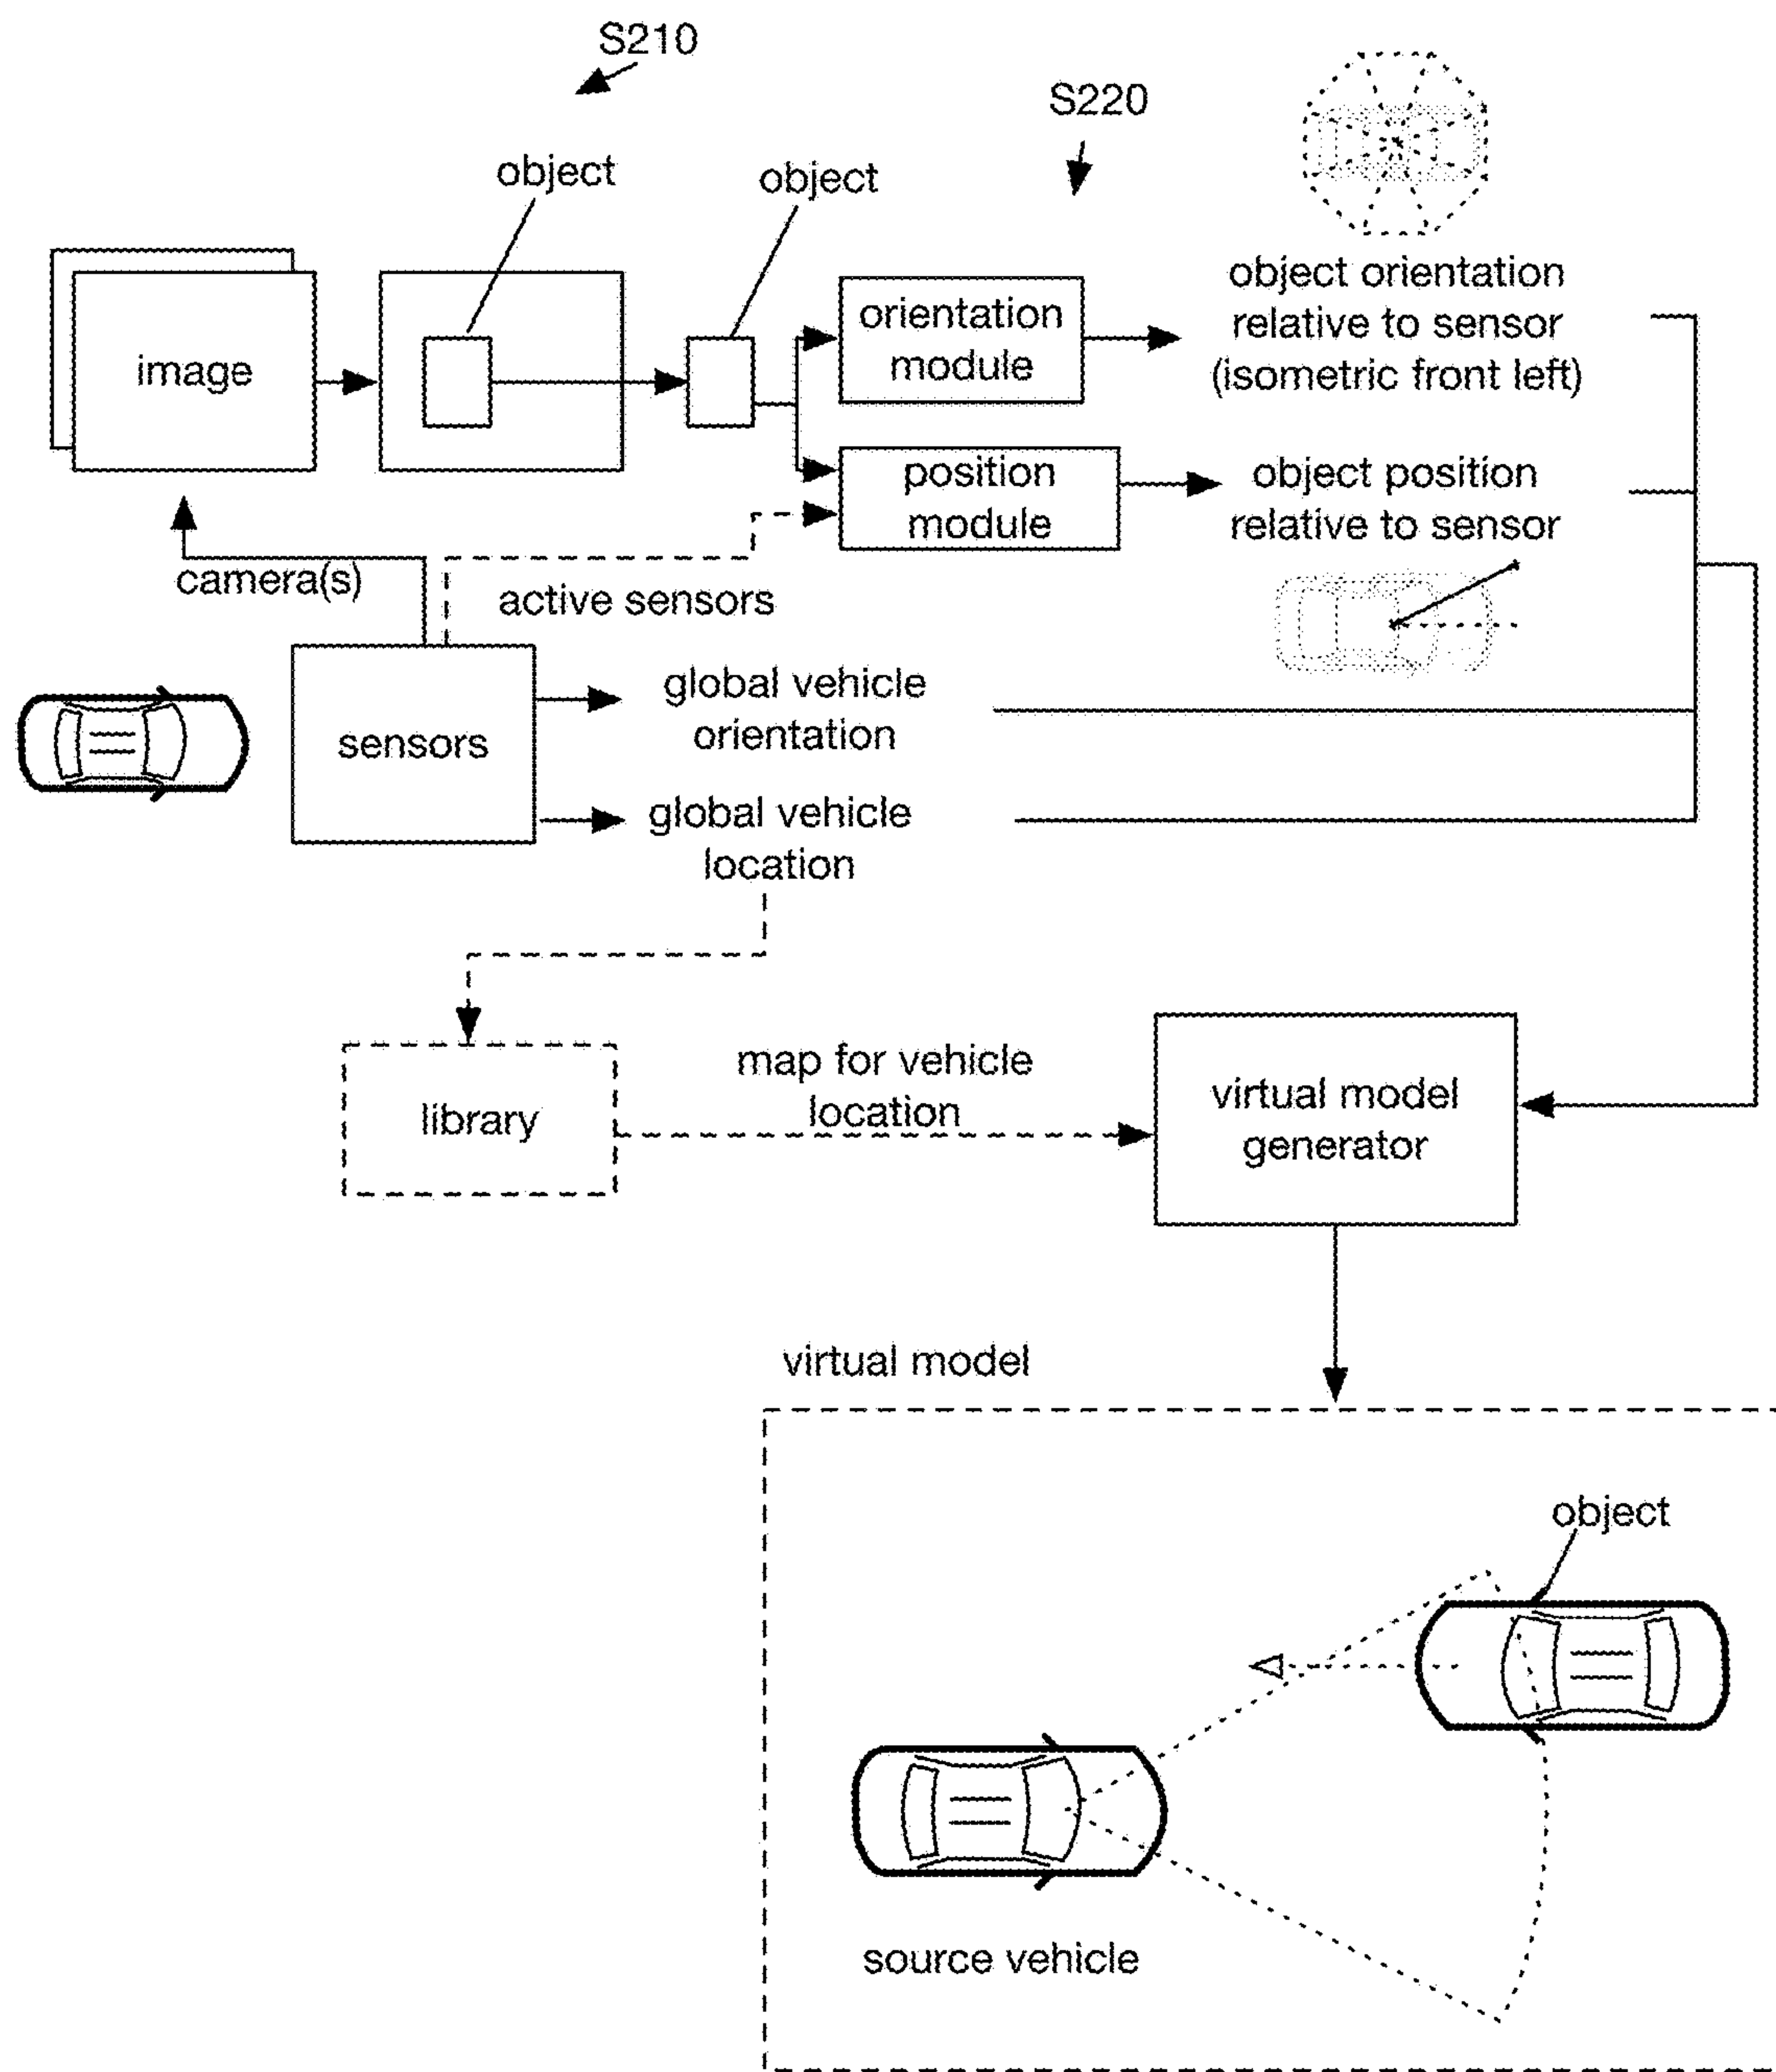 S210
S220
object
object
image
orientation
module
object orientation
relative to sensor
(isometric front left)
position
module
object position
relative to sensor
camera(s)
active sensors
sensors
global vehicle
orientation
global vehicle
location
library
map for vehicle
location
virtual model
generator
virtual model
object
source vehicle